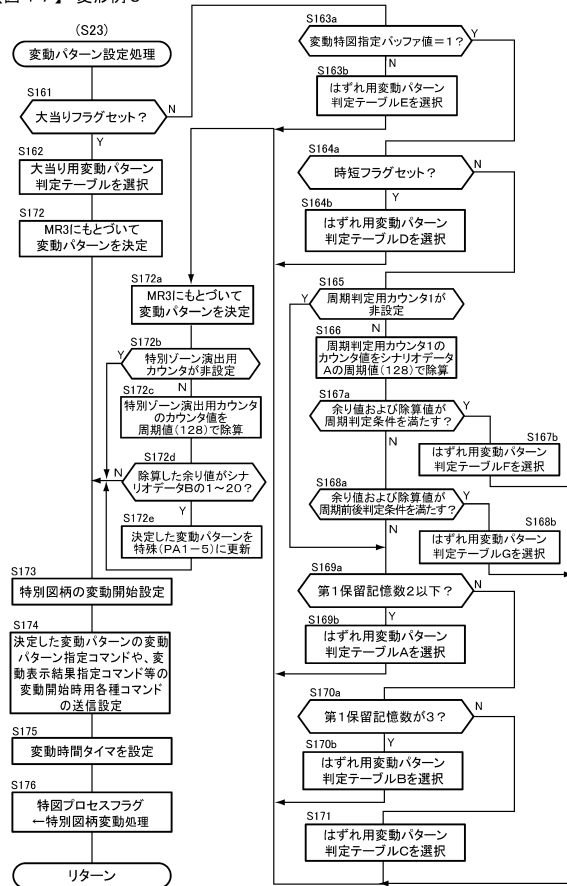 (S23)
変動パターン設定処理
S161
大当りフラグセット？
N
Y
S162
大当り用変動パターン
判定テーブルを選択
S172
MR3にもとづいて
変動パターンを決定
S173
特別図柄の変動開始設定
S174
決定した変動パターンの変動
パターン指定コマンドや、変
動表示結果指定コマンド等の
変動開始時用各種コマンド
の送信設定
S175
変動時間タイマを設定
S176
特図プロセスフラグ
←特別図柄変動処理
リターン
S172a
MR3にもとづいて
変動パターンを決定
S172b
Y
特別ゾーン演出用
カウンタが非設定
N
S172c
特別ゾーン演出用カウンタ
のカウンタ値を
周期値(128)で除算
S172d
N
除算した余り値がシナ
リオデータBの1～20？
Y
S172e
決定した変動パターンを
特殊(PA1－5)に更新
S163a
変動特図指定バッファ値＝1？
Y
N
S163b
はずれ用変動パターン
判定テーブルEを選択
S164a
時短フラグセット？
N
Y
S164b
はずれ用変動パターン
判定テーブルDを選択
S165
Y
周期判定用カウンタ1が
非設定
N
S166
周期判定用カウンタ1の
カウンタ値をシナリオデータ
Aの周期値(128)で除算
S167a
余り値および除算値が
周期判定条件を満たす？
Y
N
S167b
はずれ用変動パターン
判定テーブルFを選択
S168a
余り値および除算値が
周期前後判定条件を満たす？
Y
N
S168b
はずれ用変動パターン
判定テーブルGを選択
S169a
第1保留記憶数2以下？
N
Y
S169b
はずれ用変動パターン
判定テーブルAを選択
S170a
第1保留記憶数が3？
N
Y
S170b
はずれ用変動パターン
判定テーブルBを選択
S171
はずれ用変動パターン
判定テーブルCを選択